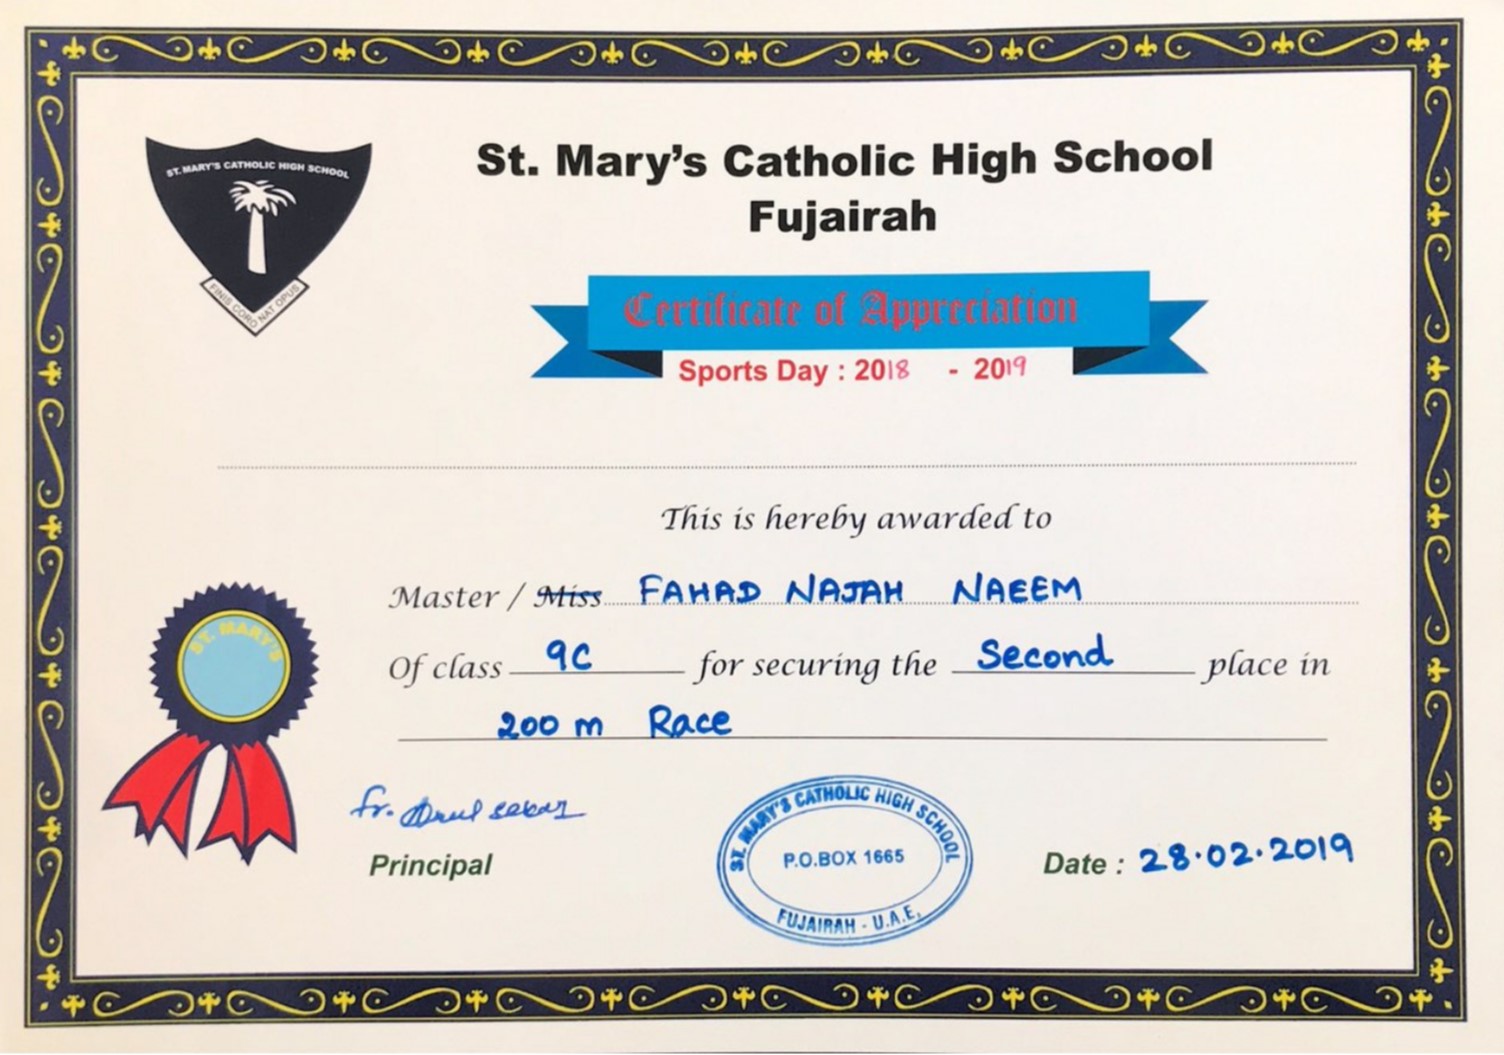 ST. MARY'S CATHOLIC HIGH SCHOOL
FINIS CORO NAT OPUS
St. Mary's Catholic High School
Fujairah
Certificate of Appreciation
Sports Day : 2018 - 2019
This is hereby awarded to
Master / Miss FAHAD NAJAH NAEEM
Of class 9C for securing the Second place in
200 m Race
ST. MARY'S
Fr. Arul
Principal
ST. MARY'S CATHOLIC HIGH SCHOOL
P.O.BOX 1665
FUJAIRAH - U.A.E.
Date : 28.02.2019